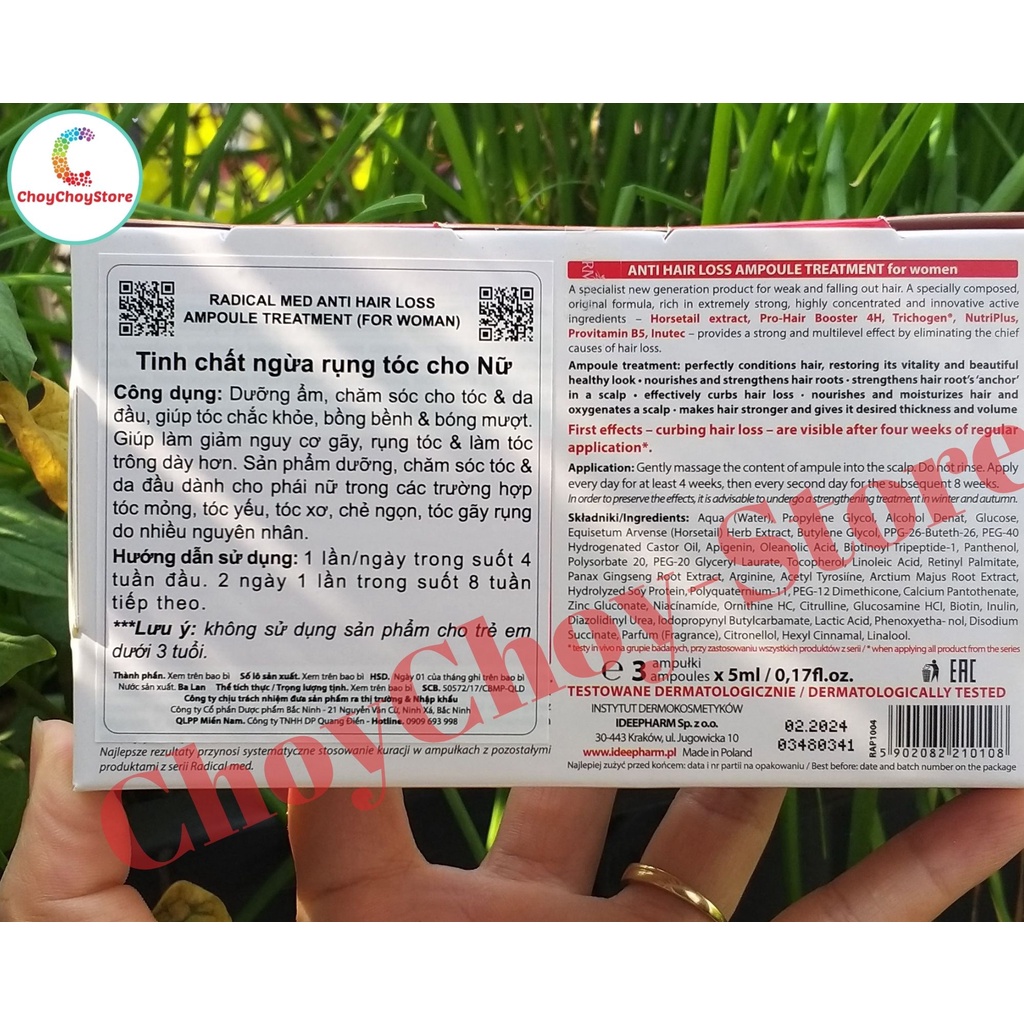 ChoyChoyStore
RADICAL MED ANTI HAIR LOSS
AMPOULE TREATMENT (FOR WOMAN)
Tinh chất ngừa rụng tóc cho Nữ
Công dụng: Dưỡng ẩm, chăm sóc cho tóc & da
đầu, giúp tóc chắc khỏe, bồng bềnh & bóng mượt.
Giúp làm giảm nguy cơ gãy, rụng tóc & làm tóc
trông dày hơn. Sản phẩm dưỡng, chăm sóc tóc &
da đầu dành cho phái nữ trong các trường hợp
tóc mỏng, tóc yếu, tóc xơ, chẻ ngọn, tóc gãy rụng
do nhiều nguyên nhân.
Hướng dẫn sử dụng: 1 lần/ngày trong suốt 4
tuần đầu. 2 ngày 1 lần trong suốt 8 tuần
tiếp theo.
***Lưu ý: không sử dụng sản phẩm cho trẻ em
dưới 3 tuổi.
Thành phần. Xem trên bao bì Số lô sản xuất. Xem trên bao bì HSD. Ngày 01 của tháng ghi trên bao bì
Nước sản xuất. Ba Lan Thể tích thực / Trọng lượng tịnh. Xem trên bao bì SCB. 50572/17/CBMP-QLD
Công ty chịu trách nhiệm đưa sản phẩm ra thị trường & Nhập khẩu
Công ty Cổ phần Dược phẩm Bắc Ninh - 21 Nguyễn Văn Cừ, Ninh Xá, Bắc Ninh
QLPP Miền Nam. Công ty TNHH DP Quang Điền - Hotline. 0909 693 998
Najlepsze rezultaty przynosi systematyczne stosowanie kuracji w ampułkach z pozostałymi
produktami z serii Radical med.
ANTI HAIR LOSS AMPOULE TREATMENT for women
A specialist new generation product for weak and falling out hair. A specially composed,
original formula, rich in extremely strong, highly concentrated and innovative active
ingredients – Horsetail extract, Pro-Hair Booster 4H, Trichogen®, NutriPlus,
Provitamin B5, Inutec – provides a strong and multilevel effect by eliminating the chief
causes of hair loss.
Ampoule treatment: perfectly conditions hair, restoring its vitality and beautiful
healthy look • nourishes and strengthens hair roots • strengthens hair root's 'anchor'
in a scalp • effectively curbs hair loss • nourishes and moisturizes hair and
oxygenates a scalp • makes hair stronger and gives it desired thickness and volume
First effects – curbing hair loss – are visible after four weeks of regular
application*.
Application: Gently massage the content of ampule into the scalp. Do not rinse. Apply
every day for at least 4 weeks, then every second day for the subsequent 8 weeks.
In order to preserve the effects, it is advisable to undergo a strengthening treatment in winter and autumn.
Składniki/Ingredients: Aqua (Water), Propylene Glycol, Alcohol Denat, Glucose,
Equisetum Arvense (Horsetail) Herb Extract, Butylene Glycol, PPG-26-Buteth-26, PEG-40
Hydrogenated Castor Oil, Apigenin, Oleanolic Acid, Biotinoyl Tripeptide-1, Panthenol,
Polysorbate 20, PEG-20 Glyceryl Laurate, Tocopherol, Linoleic Acid, Retinyl Palmitate,
Panax Gingseng Root Extract, Arginine, Acetyl Tyrosiine, Arctium Majus Root Extract,
Hydrolyzed Soy Protein, Polyquaternium-11, PEG-12 Dimethicone, Calcium Pantothenate,
Zinc Gluconate, Niacinamide, Ornithine HC, Citrulline, Glucosamine HCl, Biotin, Inulin,
Diazolidinyl Urea, Iodopropynyl Butylcarbamate, Lactic Acid, Phenoxyetha- nol, Disodium
Succinate, Parfum (Fragrance), Citronellol, Hexyl Cinnamal, Linalool.
* testy in vivo na grupie badanych, przy zastosowaniu wszystkich produktów z serii / * when applying all product from the series
℮ 3 ampułki
ampoules x 5ml / 0,17fl.oz.
EAC
TESTOWANE DERMATOLOGICZNIE / DERMATOLOGICALLY TESTED
INSTYTUT DERMOKOSMETYKÓW
IDEEPHARM Sp. z o.o.
30-443 Kraków, ul. Jugowicka 10
www.ideepharm.pl Made in Poland
02.2024
03480341
RAP1004
5 902082 210108
Najlepiej zużyć przed końcem: data i nr partii na opakowaniu / Best before: date and batch number on the package
ChoyChoy-Store